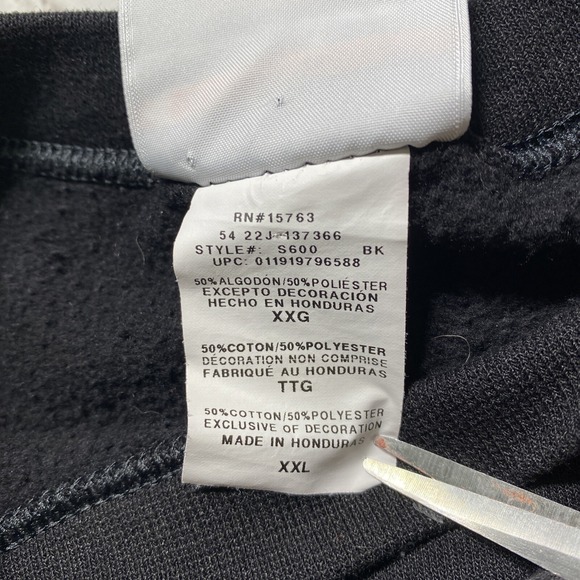 RN#15763
54 22J-137366
STYLE#: S600 BK
UPC: 011919796588
50%ALGODÓN/50%POLIÉSTER
EXCEPTO DECORACIÓN
HECHO EN HONDURAS
XXG
50%COTON/50%POLYESTER
DÉCORATION NON COMPRISE
FABRIQUÉ AU HONDURAS
TTG
50%COTTON/50%POLYESTER
EXCLUSIVE OF DECORATION
MADE IN HONDURAS
XXL